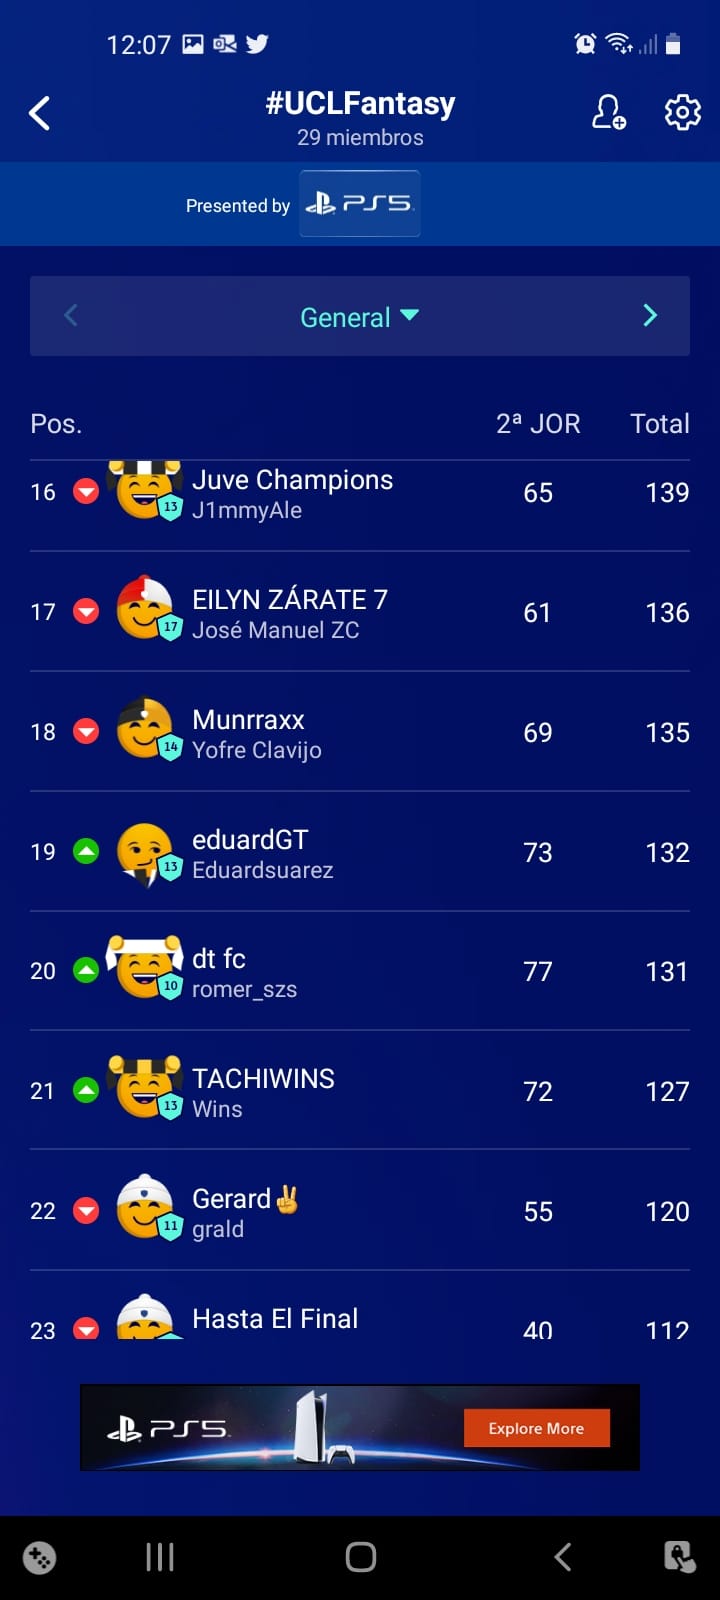 12:07
#UCLFantasy
29 miembros
Presented by PS5
General
Pos. 2ª JOR Total
16 13 Juve Champions 65 139
J1mmyAle
17 17 EILYN ZÁRATE 7 61 136
José Manuel ZC
18 14 Munrraxx 69 135
Yofre Clavijo
19 13 eduardGT 73 132
Eduardsuarez
20 10 dt fc 77 131
romer_szs
21 13 TACHIWINS 72 127
Wins
22 11 Gerard✌ 55 120
grald
23 Hasta El Final 40 112
PS5 Explore More